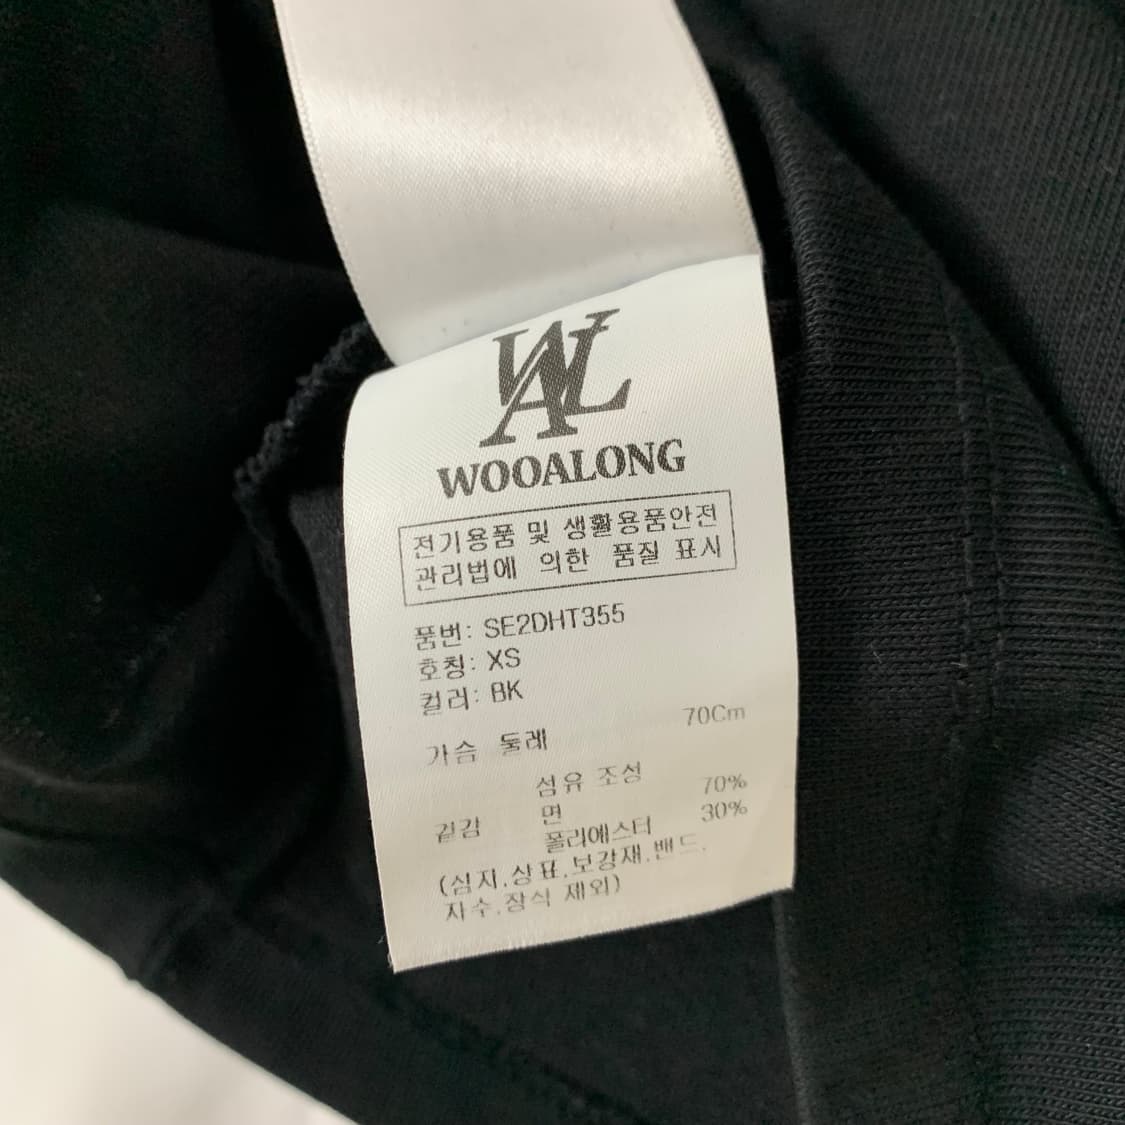 WAL
WOOALONG
전기용품 및 생활용품안전
관리법에 의한 품질 표시
품번: SE2DHT355
호칭: XS
컬러: BK
가슴 둘레 70Cm
섬유 조성
겉감 면 70%
폴리에스터 30%
(심지,상표,보강재,밴드,
자수,장식 제외)